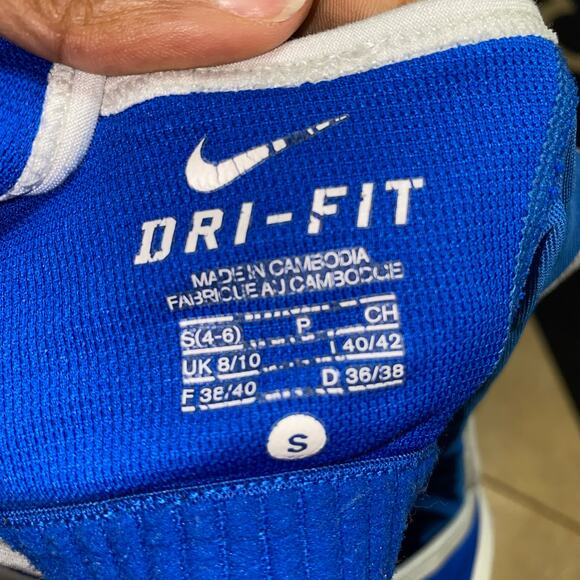 DRI-FIT
MADE IN CAMBODIA
FABRIQUE AU CAMBODGE
S(4-6) P CH
UK 8/10 I 40/42
F 38/40 D 36/38
S